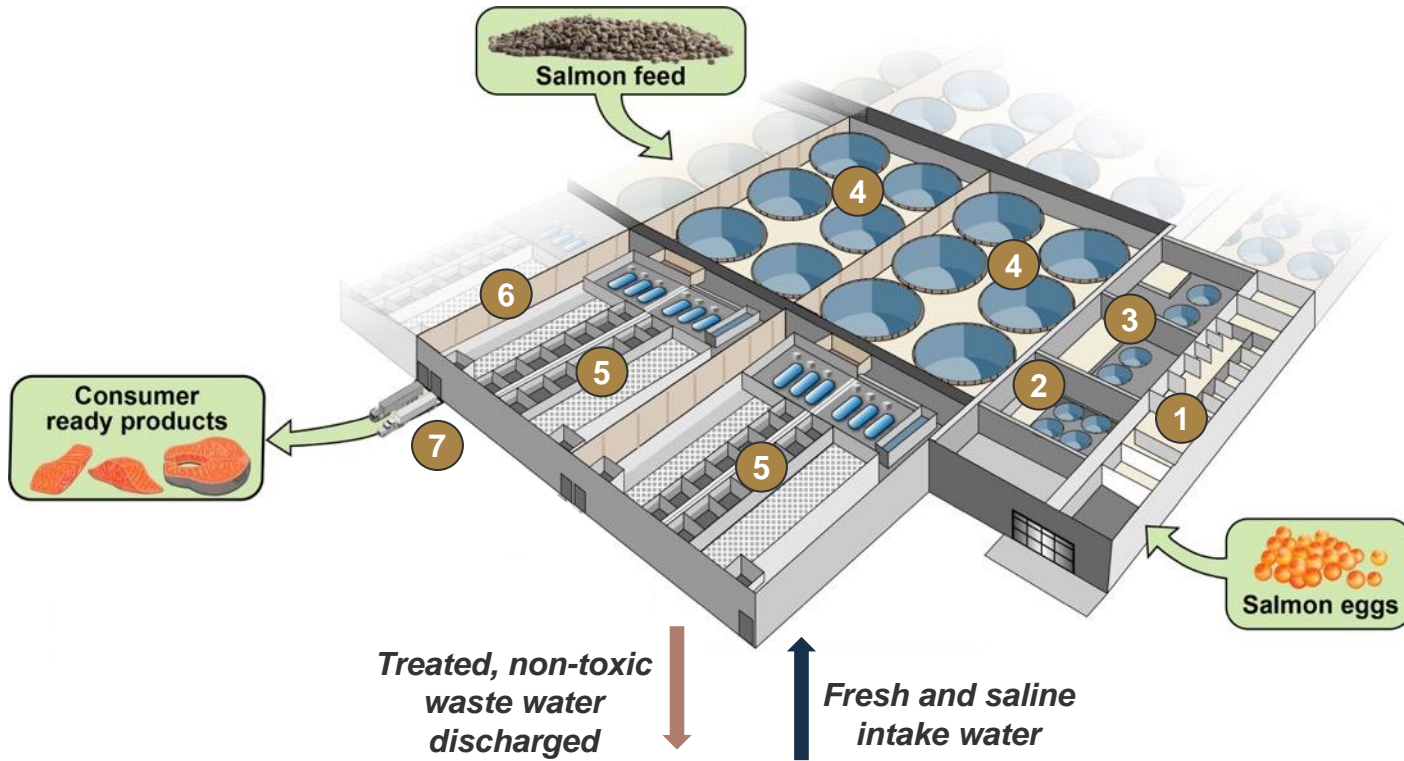 Salmon feed
4
4
6
3
5
2
1
Consumer
ready products
7
5
Salmon eggs
Treated, non-toxic
waste water
discharged
Fresh and saline
intake water